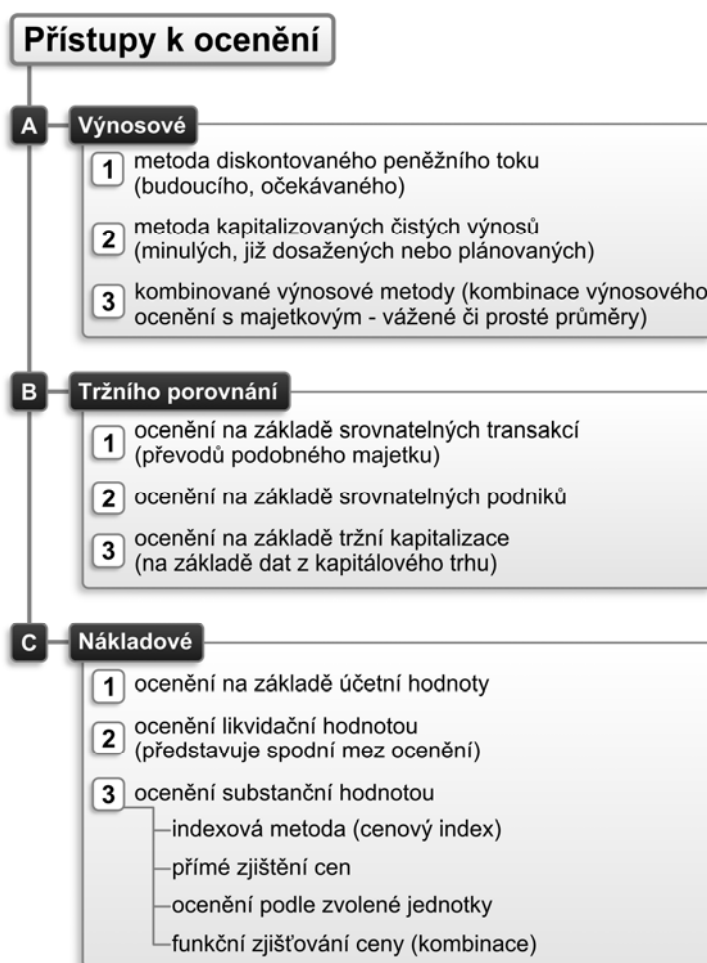 Přístupy k ocenění
A Výnosové
1 metoda diskontovaného peněžního toku
(budoucího, očekávaného)
2 metoda kapitalizovaných čistých výnosů
(minulých, již dosažených nebo plánovaných)
3 kombinované výnosové metody (kombinace výnosového
ocenění s majetkovým - vážené či prosté průměry)
B Tržního porovnání
1 ocenění na základě srovnatelných transakcí
(převodů podobného majetku)
2 ocenění na základě srovnatelných podniků
3 ocenění na základě tržní kapitalizace
(na základě dat z kapitálového trhu)
C Nákladové
1 ocenění na základě účetní hodnoty
2 ocenění likvidační hodnotou
(představuje spodní mez ocenění)
3 ocenění substanční hodnotou
indexová metoda (cenový index)
přímé zjištění cen
ocenění podle zvolené jednotky
funkční zjišťování ceny (kombinace)